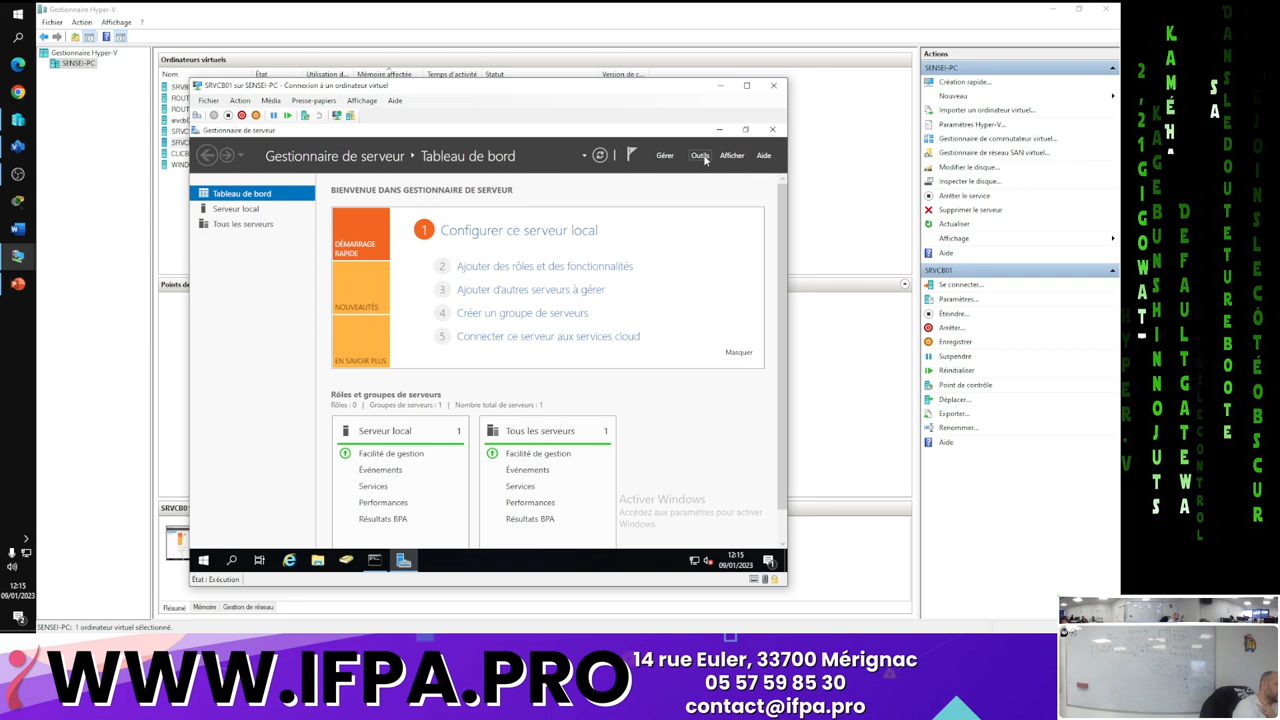 Gestionnaire Hyper-V
Fichier Action Affichage ?
Gestionnaire Hyper-V
SENSEI-PC
Ordinateurs virtuels
Nom État Utilisation d... Mémoire affectée Temps d'activité Statut Version de c...
SRVCB01 sur SENSEI-PC - Connexion à un ordinateur virtuel
Fichier Action Média Presse-papiers Affichage Aide
Gestionnaire de serveur
Gestionnaire de serveur ▸ Tableau de bord
Gérer Outils Afficher Aide
Tableau de bord
Serveur local
Tous les serveurs
BIENVENUE DANS GESTIONNAIRE DE SERVEUR
DÉMARRAGE
RAPIDE
NOUVEAUTÉS
EN SAVOIR PLUS
1 Configurer ce serveur local
2 Ajouter des rôles et des fonctionnalités
3 Ajouter d'autres serveurs à gérer
4 Créer un groupe de serveurs
5 Connecter ce serveur aux services cloud
Masquer
Rôles et groupes de serveurs
Rôles : 0 | Groupes de serveurs : 1 | Nombre total de serveurs : 1
Serveur local 1
Facilité de gestion
Événements
Services
Performances
Résultats BPA
Tous les serveurs 1
Facilité de gestion
Événements
Services
Performances
Résultats BPA
Activer Windows
Accédez aux paramètres pour activer
Windows.
12:15
09/01/2023
État : Exécution
Points de
SRVCB01
Résumé Mémoire Gestion de réseau
SENSEI-PC: 1 ordinateur virtuel sélectionné.
12:15
09/01/2023
Actions
SENSEI-PC
Création rapide...
Nouveau
Importer un ordinateur virtuel...
Paramètres Hyper-V...
Gestionnaire de commutateur virtuel...
Gestionnaire de réseau SAN virtuel...
Modifier le disque...
Inspecter le disque...
Arrêter le service
Supprimer le serveur
Actualiser
Affichage
Aide
SRVCB01
Se connecter...
Paramètres...
Éteindre...
Arrêter...
Enregistrer
Suspendre
Réinitialiser
Point de contrôle
Déplacer...
Exporter...
Renommer...
Aide
WWW.IFPA.PRO
14 rue Euler, 33700 Mérignac
05 57 59 85 30
contact@ifpa.pro